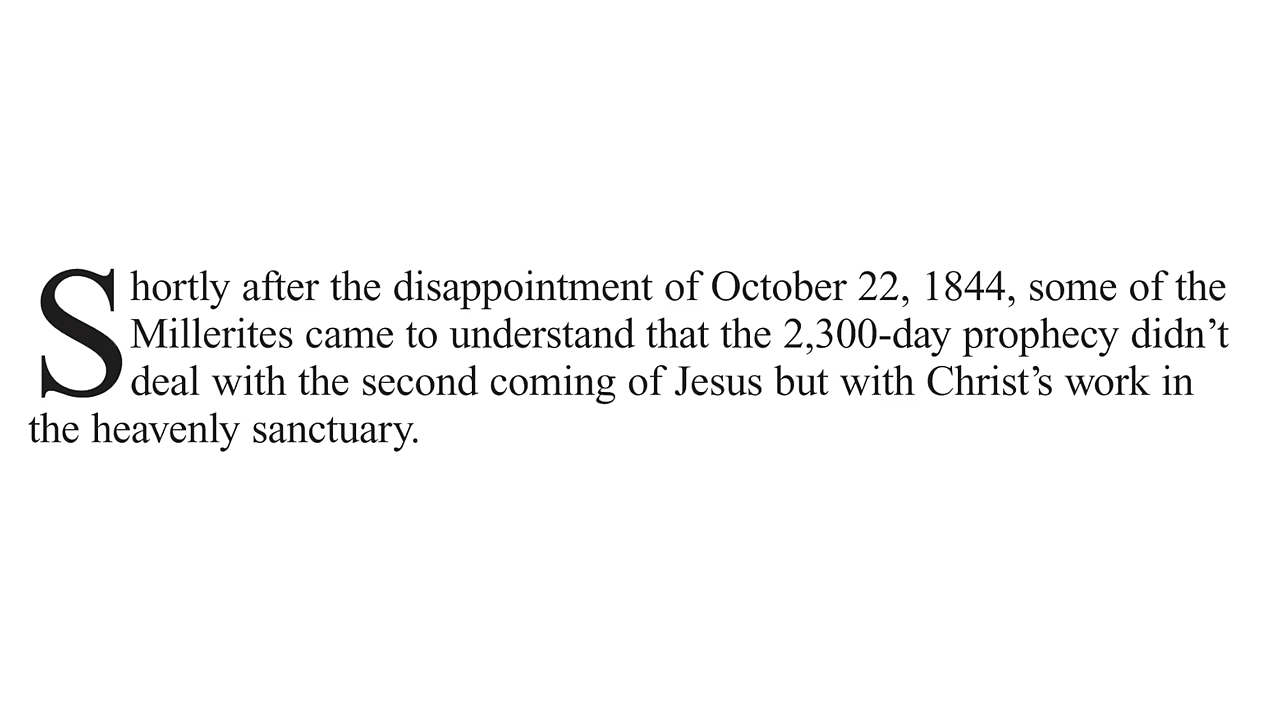 Shortly after the disappointment of October 22, 1844, some of the
Millerites came to understand that the 2,300-day prophecy didn’t
deal with the second coming of Jesus but with Christ’s work in
the heavenly sanctuary.